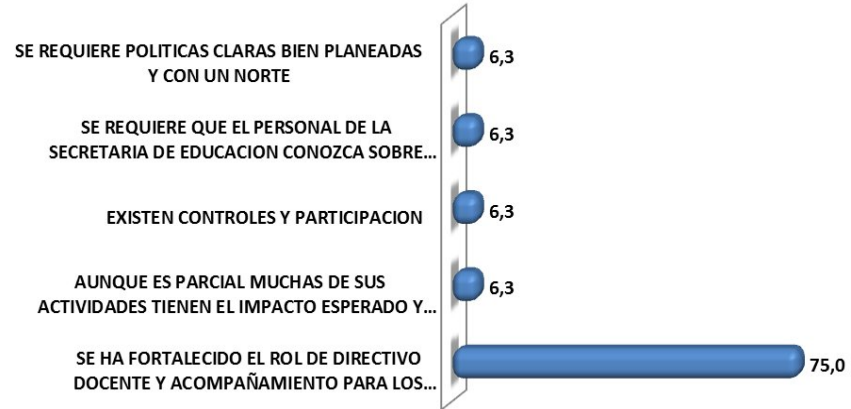 SE REQUIERE POLITICAS CLARAS BIEN PLANEADAS
Y CON UN NORTE
6,3
SE REQUIERE QUE EL PERSONAL DE LA
SECRETARIA DE EDUCACION CONOZCA SOBRE...
6,3
EXISTEN CONTROLES Y PARTICIPACION
6,3
AUNQUE ES PARCIAL MUCHAS DE SUS
ACTIVIDADES TIENEN EL IMPACTO ESPERADO Y...
6,3
SE HA FORTALECIDO EL ROL DE DIRECTIVO
DOCENTE Y ACOMPAÑAMIENTO PARA LOS...
75,0